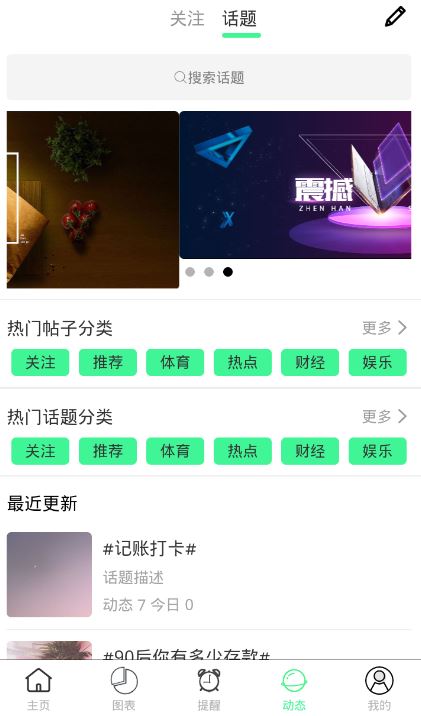 关注 话题
搜索话题
震撼
ZHEN HAN
热门帖子分类 更多
关注 推荐 体育 热点 财经 娱乐
热门话题分类 更多
关注 推荐 体育 热点 财经 娱乐
最近更新
#记账打卡#
话题描述
动态 7 今日 0
#90后你有多少存款#
主页 图表 提醒 动态 我的